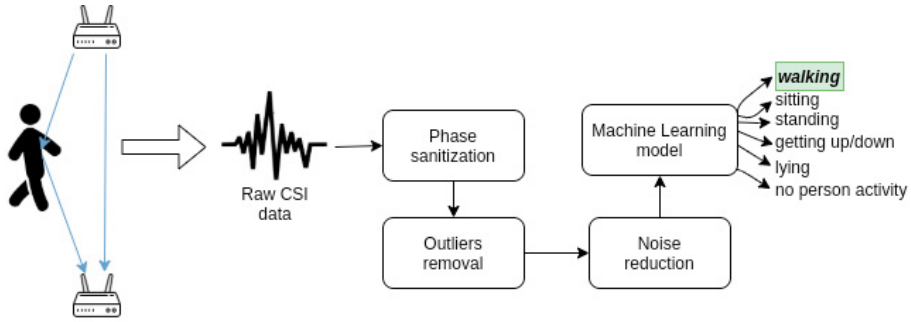 Raw CSI
data
Phase
sanitization
Outliers
removal
Noise
reduction
Machine Learning
model
walking
sitting
standing
getting up/down
lying
no person activity